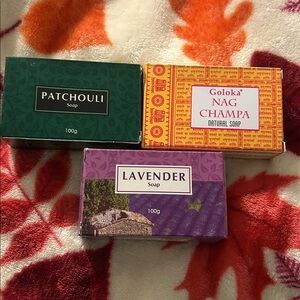 PATCHOULI
Soap
100g
Goloka®
NAG
CHAMPA
NATURAL SOAP
LAVENDER
Soap
100g